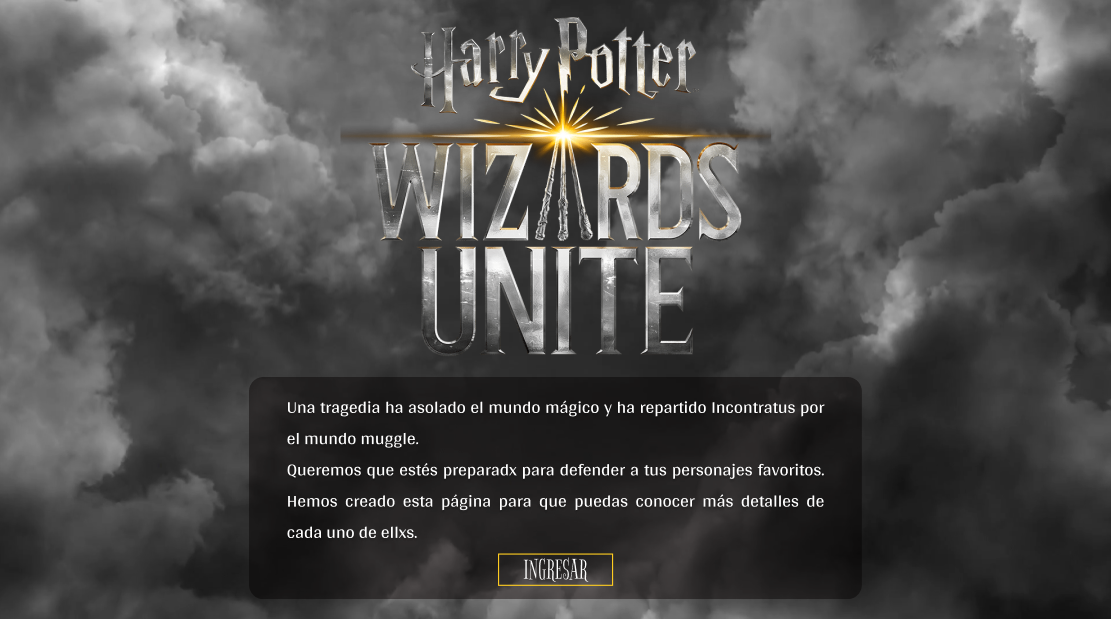 Harry Potter
WIZARDS
UNITE
Una tragedia ha asolado el mundo mágico y ha repartido Incontratus por
el mundo muggle.
Queremos que estés preparadx para defender a tus personajes favoritos.
Hemos creado esta página para que puedas conocer más detalles de
cada uno de ellxs.
INGRESAR